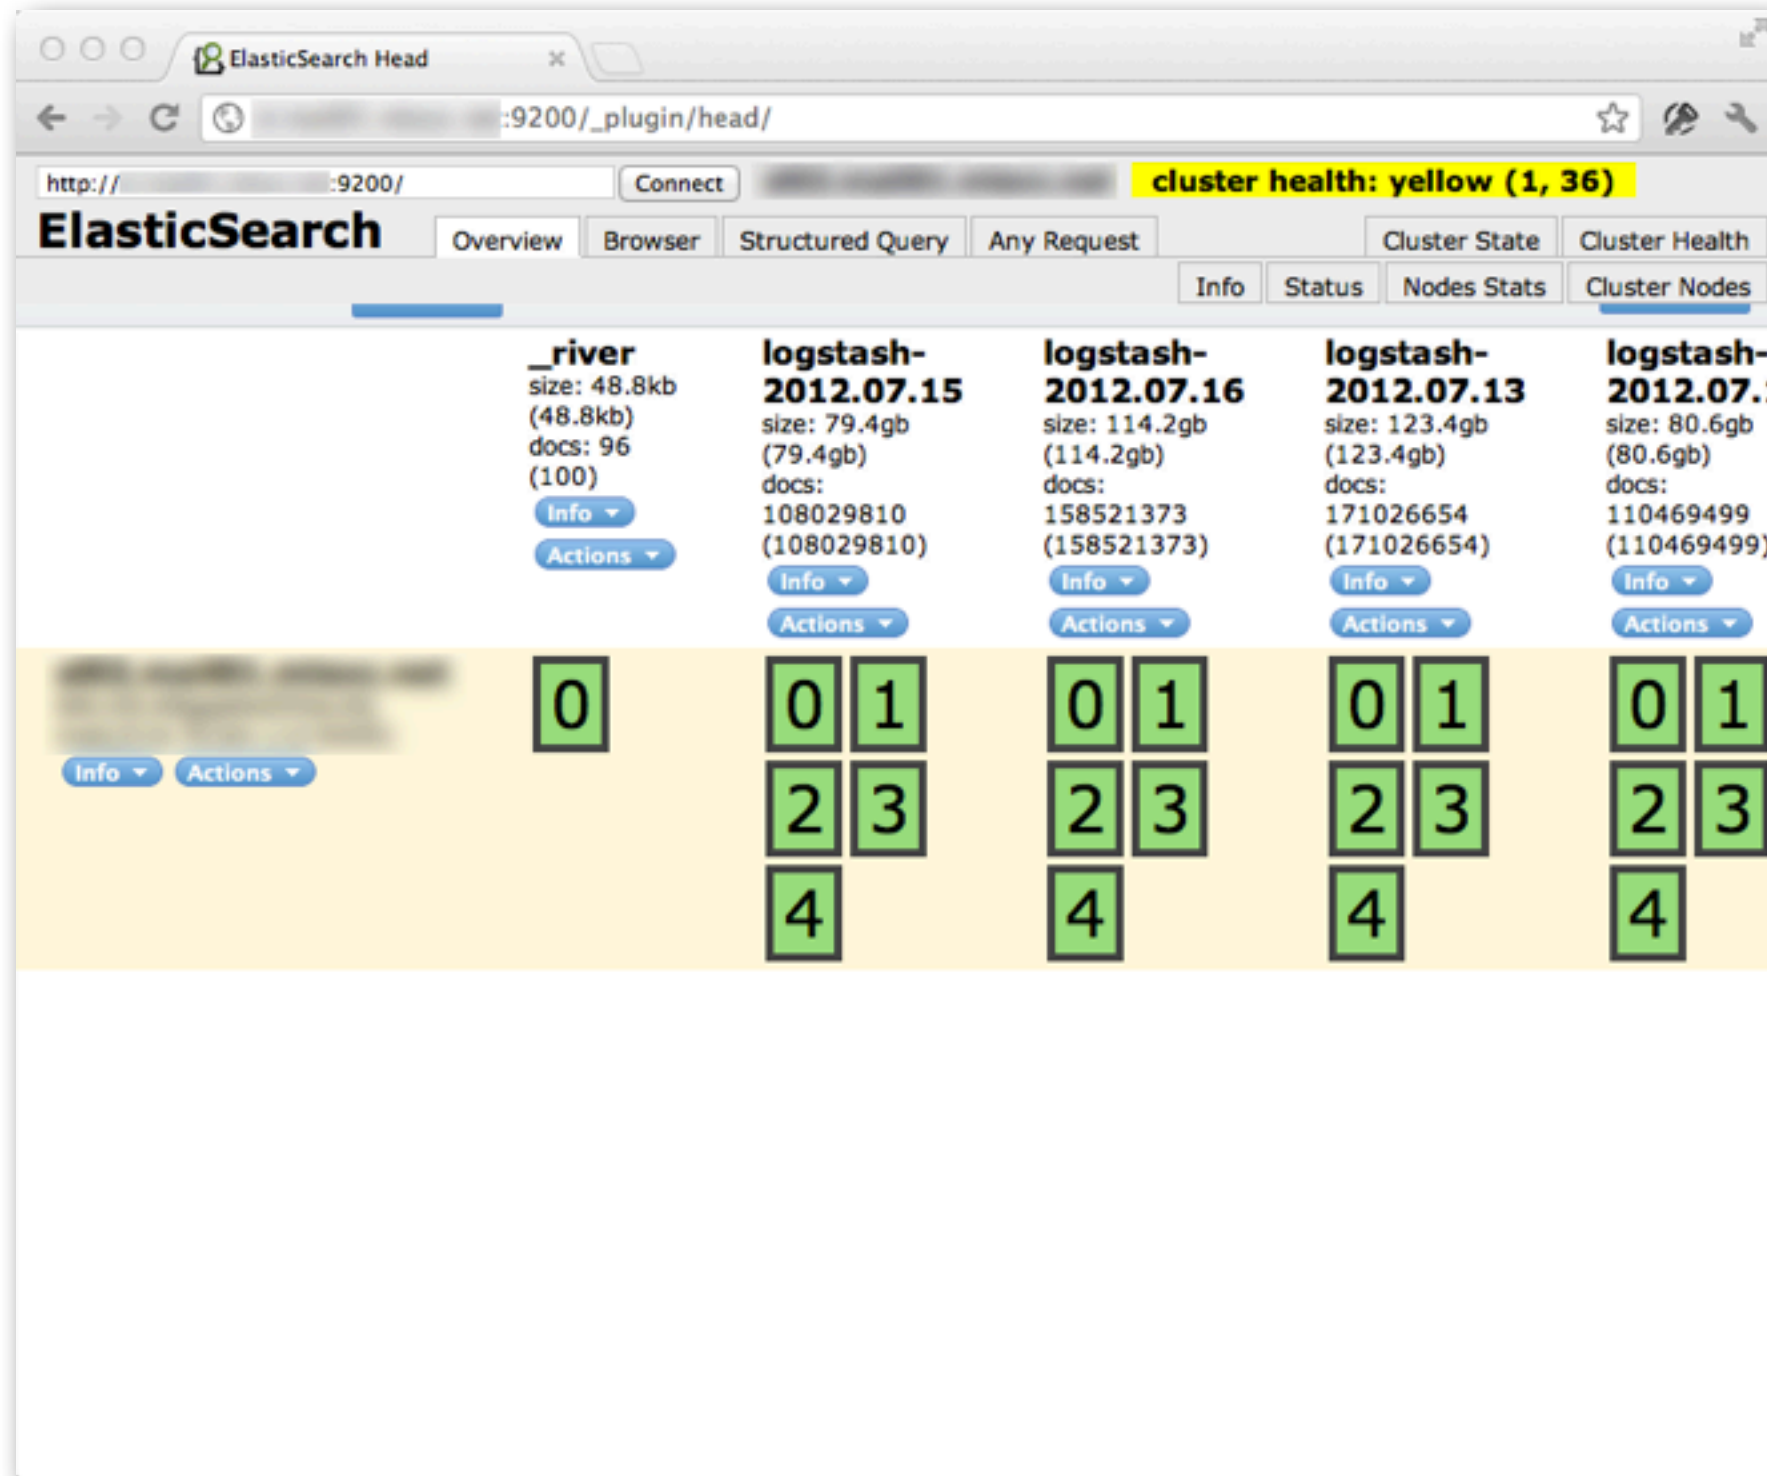 ElasticSearch Head
:9200/_plugin/head/
http:// :9200/ Connect cluster health: yellow (1, 36)
ElasticSearch Overview Browser Structured Query Any Request Cluster State Cluster Health
Info Status Nodes Stats Cluster Nodes
_river
size: 48.8kb
(48.8kb)
docs: 96
(100)
Info
Actions
logstash-
2012.07.15
size: 79.4gb
(79.4gb)
docs:
108029810
(108029810)
Info
Actions
logstash-
2012.07.16
size: 114.2gb
(114.2gb)
docs:
158521373
(158521373)
Info
Actions
logstash-
2012.07.13
size: 123.4gb
(123.4gb)
docs:
171026654
(171026654)
Info
Actions
logstash-
2012.07.
size: 80.6gb
(80.6gb)
docs:
110469499
(110469499)
Info
Actions
Info Actions
0 0 1 0 1 0 1 0 1
2 3 2 3 2 3 2 3
4 4 4 4